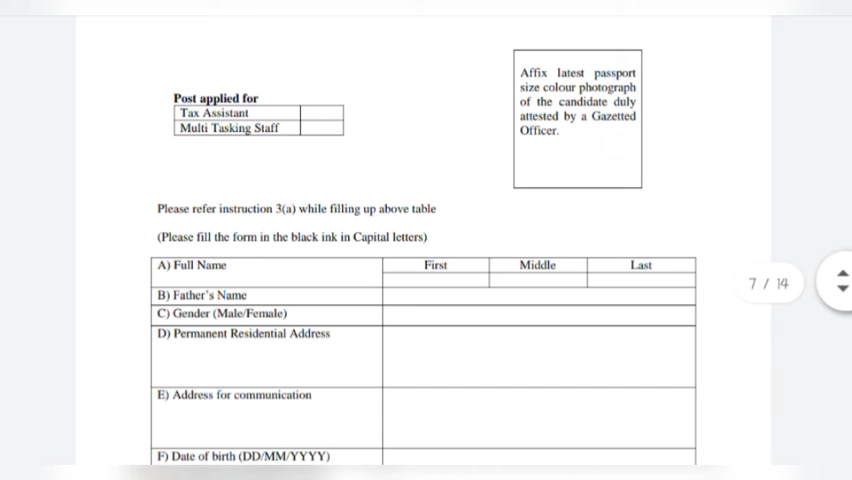 Affix latest passport
size colour photograph
of the candidate duly
attested by a Gazetted
Officer.
Post applied for
Tax Assistant
Multi Tasking Staff
Please refer instruction 3(a) while filling up above table
(Please fill the form in the black ink in Capital letters)
A) Full Name First Middle Last
B) Father's Name
C) Gender (Male/Female)
D) Permanent Residential Address
E) Address for communication
F) Date of birth (DD/MM/YYYY)
7 / 14